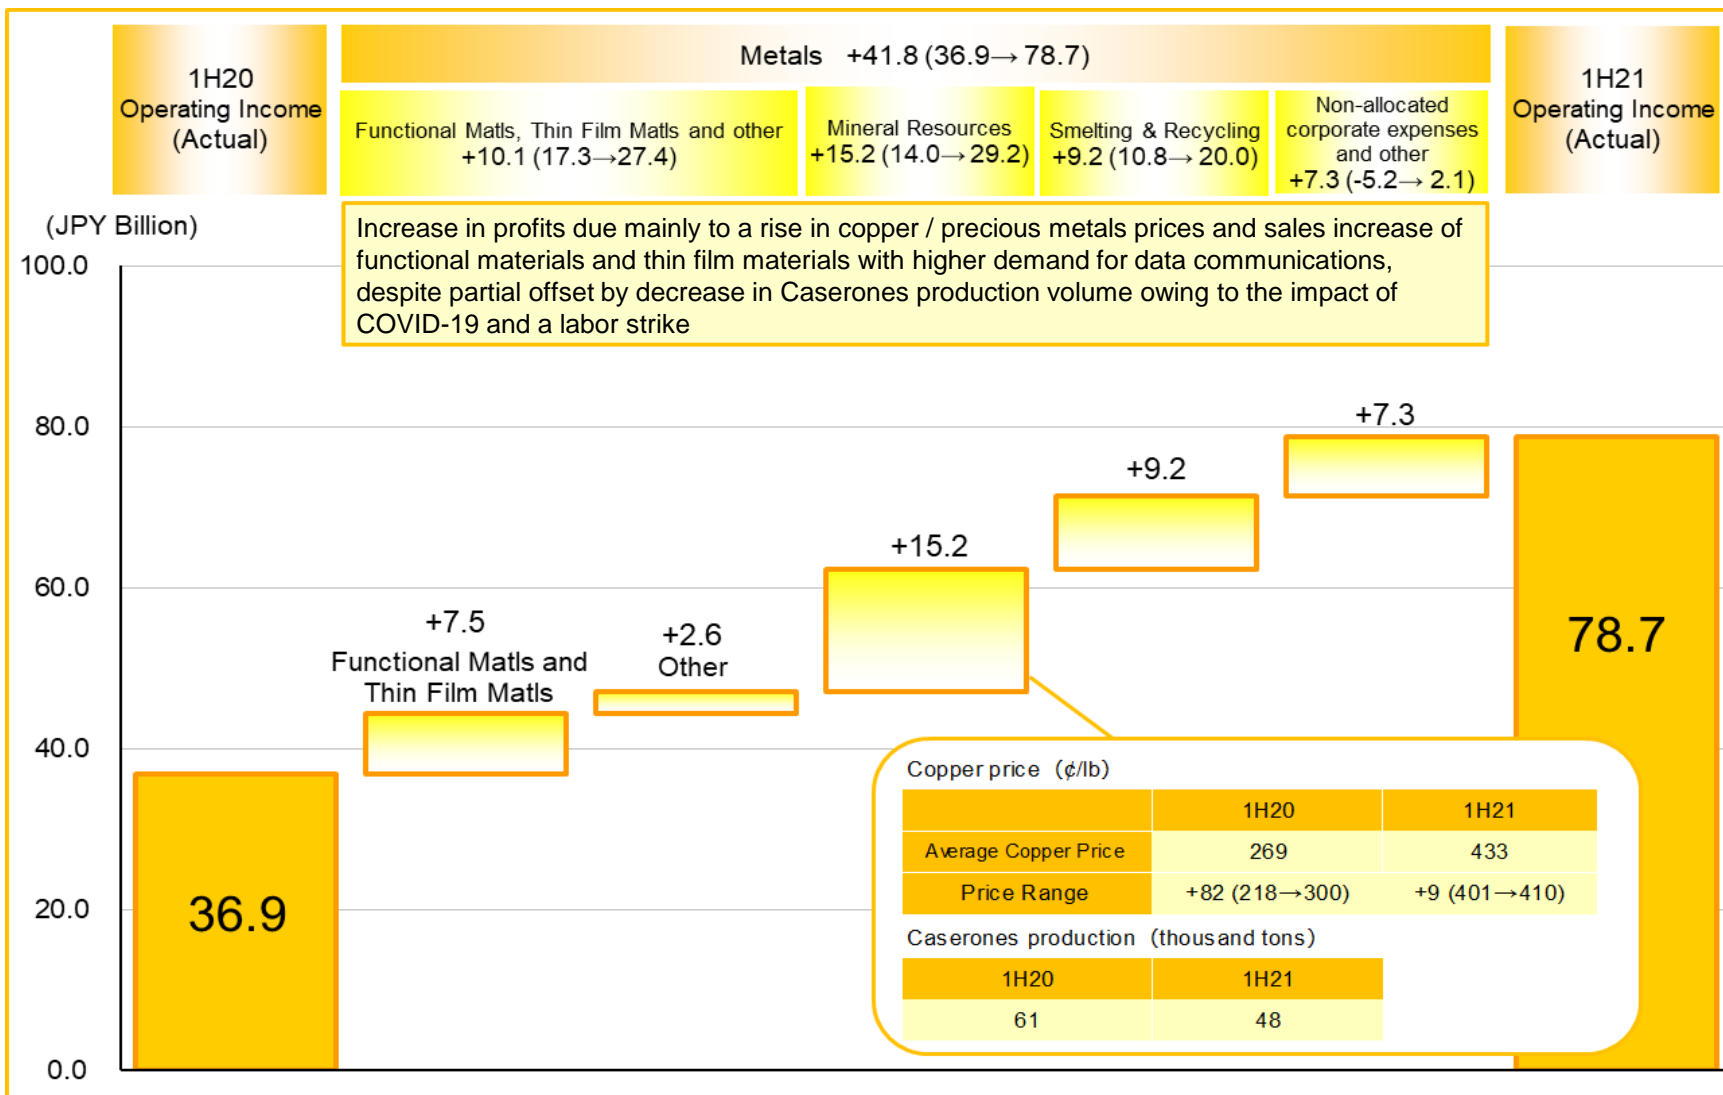 1H20
Operating Income
(Actual)
Metals +41.8 (36.9→ 78.7)
Functional Matls, Thin Film Matls and other
+10.1 (17.3→27.4)
Mineral Resources
+15.2 (14.0→ 29.2)
Smelting & Recycling
+9.2 (10.8→ 20.0)
Non-allocated
corporate expenses
and other
+7.3 (-5.2→ 2.1)
1H21
Operating Income
(Actual)
(JPY Billion)
Increase in profits due mainly to a rise in copper / precious metals prices and sales increase of
functional materials and thin film materials with higher demand for data communications,
despite partial offset by decrease in Caserones production volume owing to the impact of
COVID-19 and a labor strike
100.0
80.0
60.0
40.0
20.0
0.0
36.9
+7.5
Functional Matls and
Thin Film Matls
+2.6
Other
+15.2
+9.2
+7.3
78.7
Copper price (¢/lb)
1H20 1H21
Average Copper Price 269 433
Price Range +82 (218→300) +9 (401→410)
Caserones production (thousand tons)
1H20 1H21
61 48